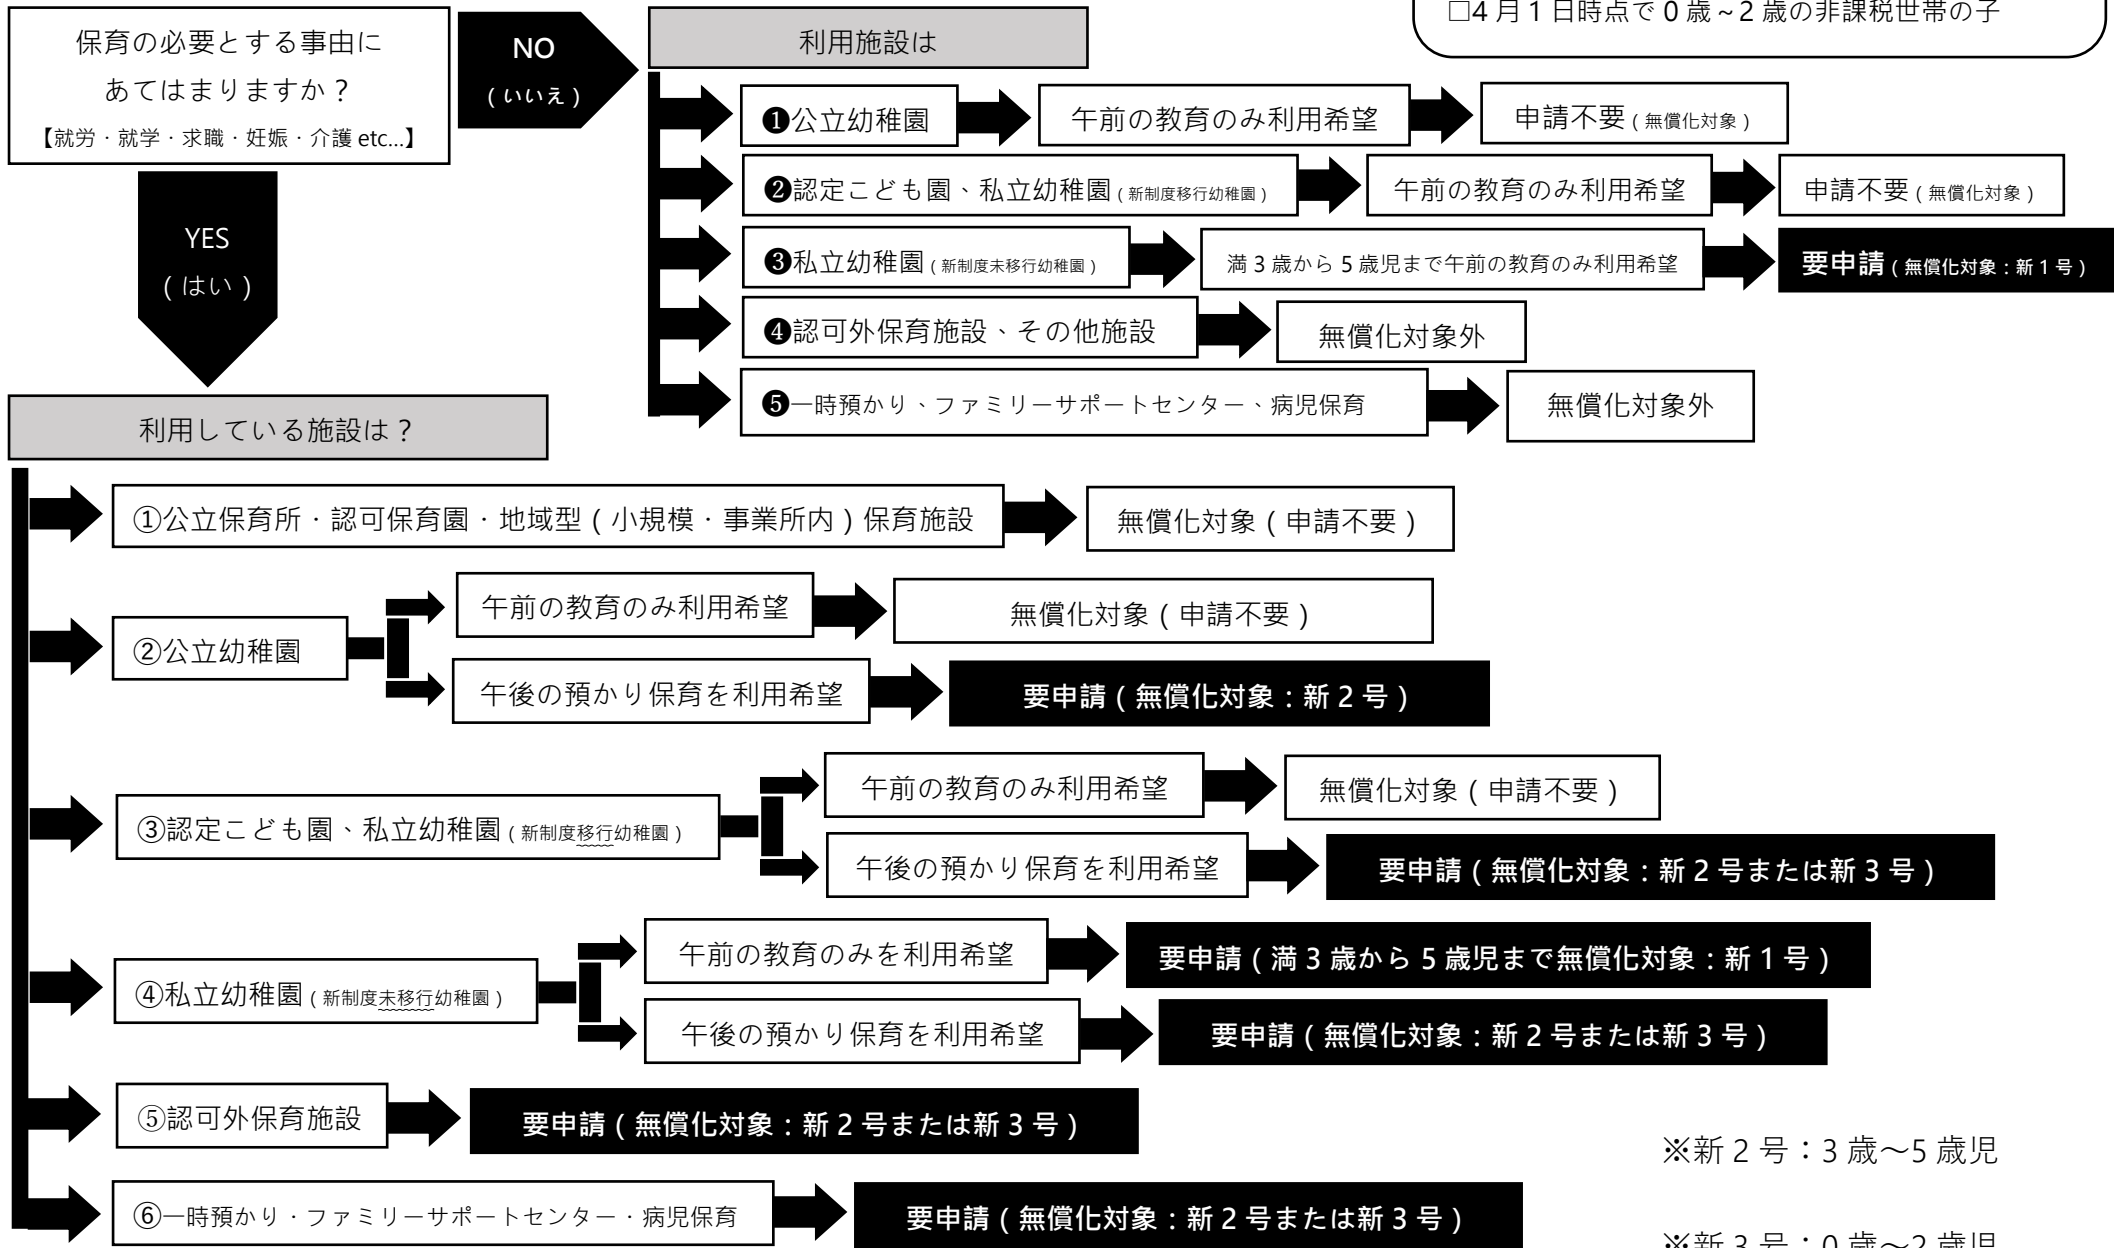 □4月1日時点で0歳~2歳の非課税世帯の子
保育の必要とする事由に
あてはまりますか？
【就労・就学・求職・妊娠・介護 etc...】
NO
（いいえ）
利用施設は
❶公立幼稚園
午前の教育のみ利用希望
申請不要（無償化対象）
❷認定こども園、私立幼稚園（新制度移行幼稚園）
午前の教育のみ利用希望
申請不要（無償化対象）
❸私立幼稚園（新制度未移行幼稚園）
満3歳から5歳児まで午前の教育のみ利用希望
要申請（無償化対象：新1号）
❹認可外保育施設、その他施設
無償化対象外
❺一時預かり、ファミリーサポートセンター、病児保育
無償化対象外
YES
（はい）
利用している施設は？
①公立保育所・認可保育園・地域型（小規模・事業所内）保育施設
無償化対象（申請不要）
②公立幼稚園
午前の教育のみ利用希望
無償化対象（申請不要）
午後の預かり保育を利用希望
要申請（無償化対象：新2号）
③認定こども園、私立幼稚園（新制度移行幼稚園）
午前の教育のみ利用希望
無償化対象（申請不要）
午後の預かり保育を利用希望
要申請（無償化対象：新2号または新3号）
④私立幼稚園（新制度未移行幼稚園）
午前の教育のみを利用希望
要申請（満3歳から5歳児まで無償化対象：新1号）
午後の預かり保育を利用希望
要申請（無償化対象：新2号または新3号）
⑤認可外保育施設
要申請（無償化対象：新2号または新3号）
⑥一時預かり・ファミリーサポートセンター・病児保育
要申請（無償化対象：新2号または新3号）
※新2号：3歳～5歳児
※新3号：0歳～2歳児